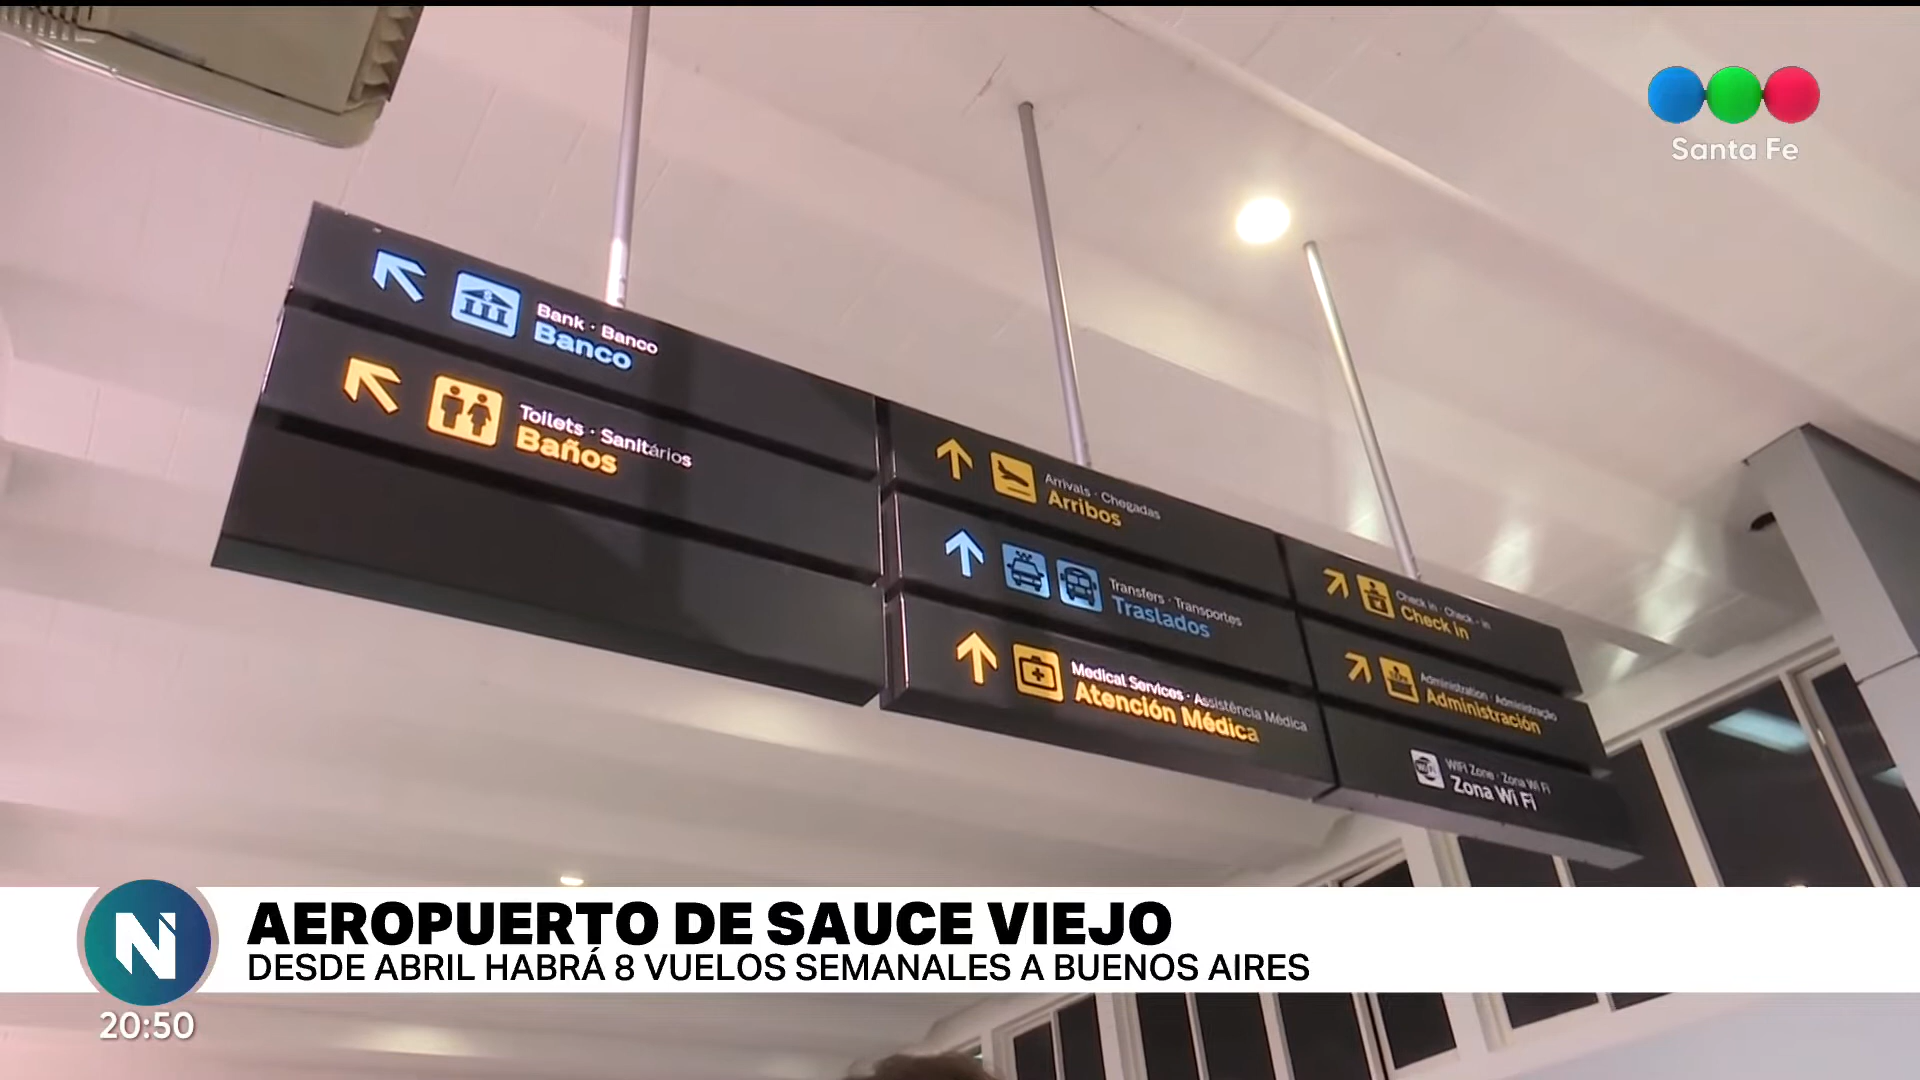 Santa Fe
Bank · Banco
Banco
Toilets · Sanitários
Baños
Arrivals · Chegadas
Arribos
Transfers · Transportes
Traslados
Medical Services · Assistência Médica
Atención Médica
Check in · Check - in
Check in
Administration · Administração
Administración
WiFi Zone · Zona Wi Fi
Zona Wi Fi
N
AEROPUERTO DE SAUCE VIEJO
DESDE ABRIL HABRÁ 8 VUELOS SEMANALES A BUENOS AIRES
20:50